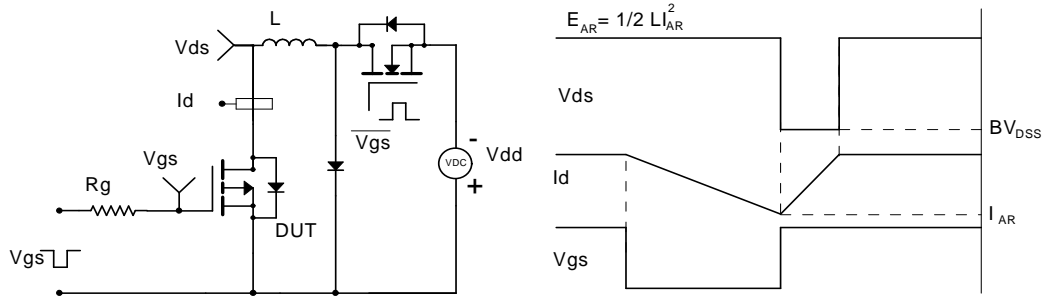 L
E_AR= 1/2 LI_AR^2
Vds
Id
Vgs
Vdd
-
VDC
+
Vgs
Rg
DUT
Vgs
Vds
BV_DSS
Id
I_AR
Vgs